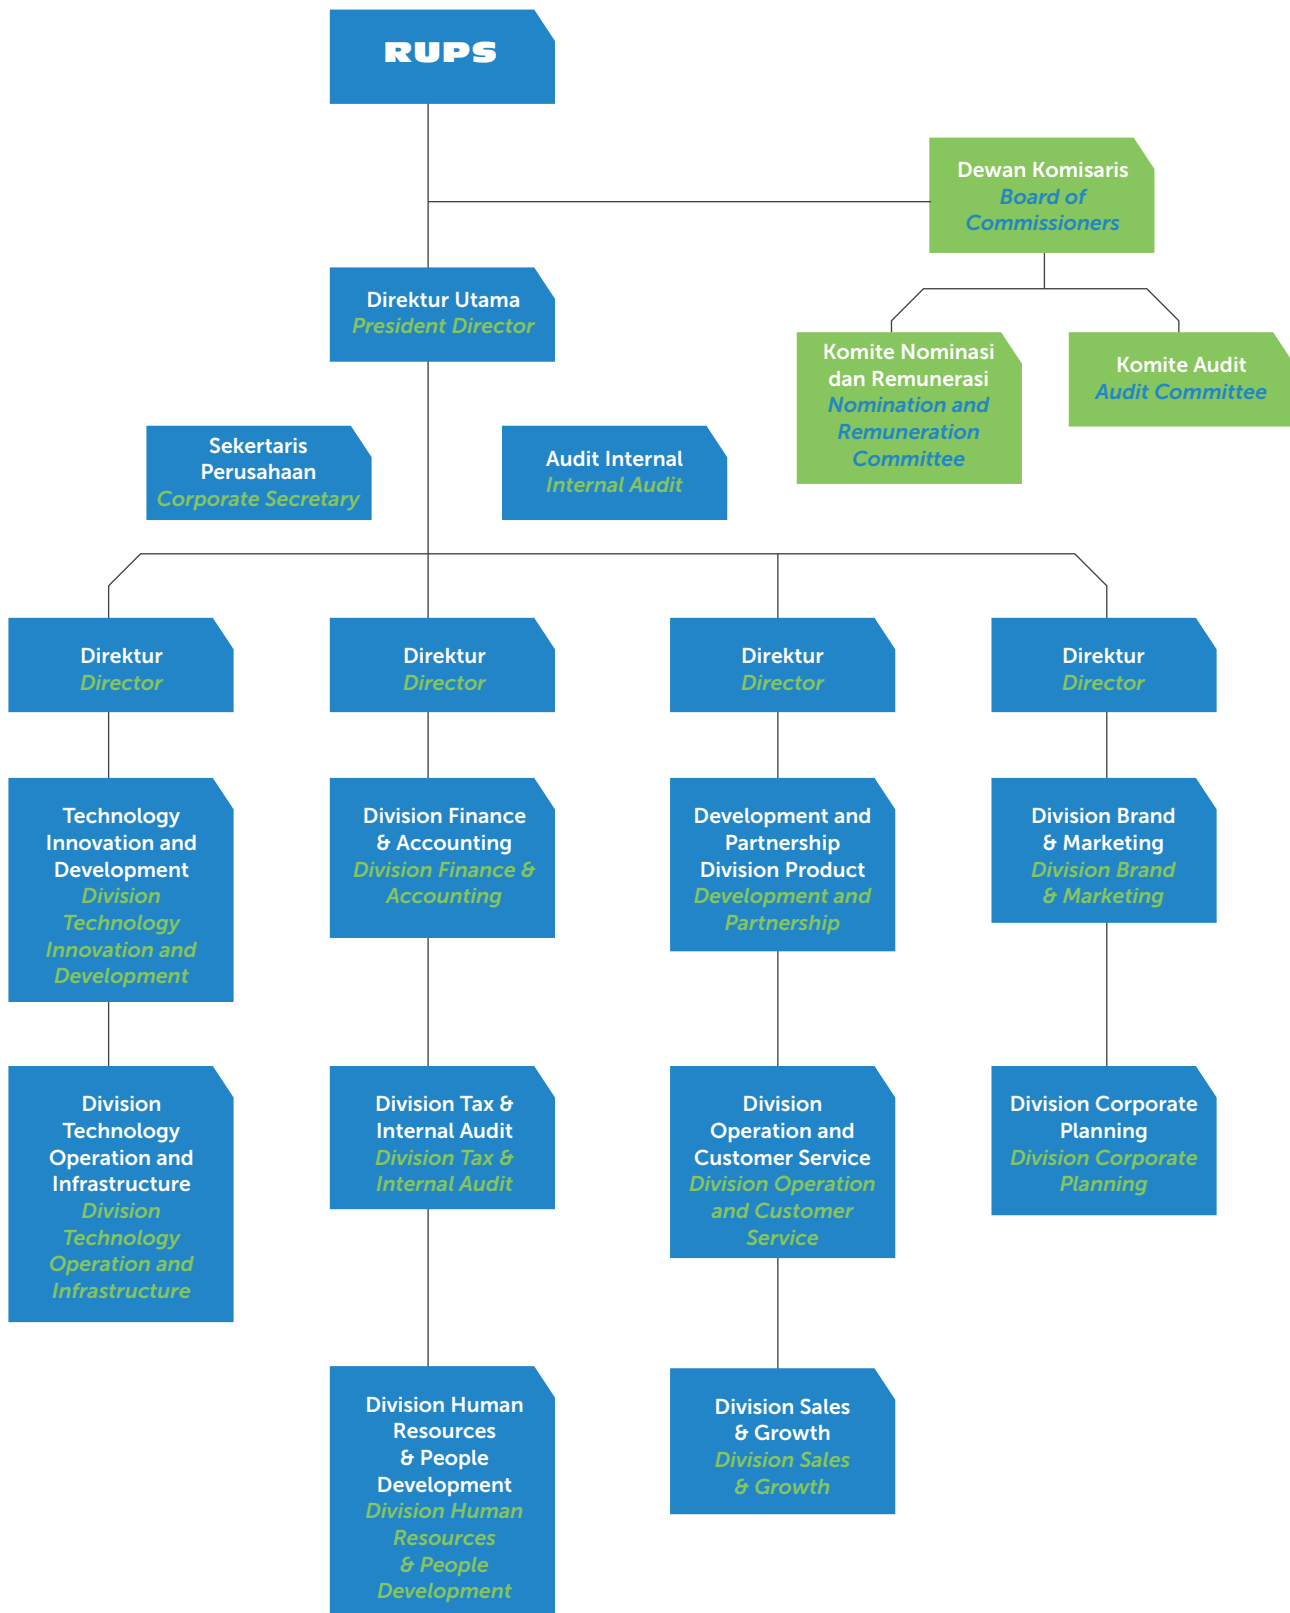 RUPS
Dewan Komisaris
Board of
Commissioners
Direktur Utama
President Director
Komite Nominasi
dan Remunerasi
Nomination and
Remuneration
Committee
Komite Audit
Audit Committee
Sekertaris
Perusahaan
Corporate Secretary
Audit Internal
Internal Audit
Direktur
Director
Direktur
Director
Direktur
Director
Direktur
Director
Technology
Innovation and
Development
Division
Technology
Innovation and
Development
Division Finance
& Accounting
Division Finance &
Accounting
Development and
Partnership
Division Product
Development and
Partnership
Division Brand
& Marketing
Division Brand
& Marketing
Division
Technology
Operation and
Infrastructure
Division
Technology
Operation and
Infrastructure
Division Tax &
Internal Audit
Division Tax &
Internal Audit
Division
Operation and
Customer Service
Division Operation
and Customer
Service
Division Corporate
Planning
Division Corporate
Planning
Division Human
Resources
& People
Development
Division Human
Resources
& People
Development
Division Sales
& Growth
Division Sales
& Growth